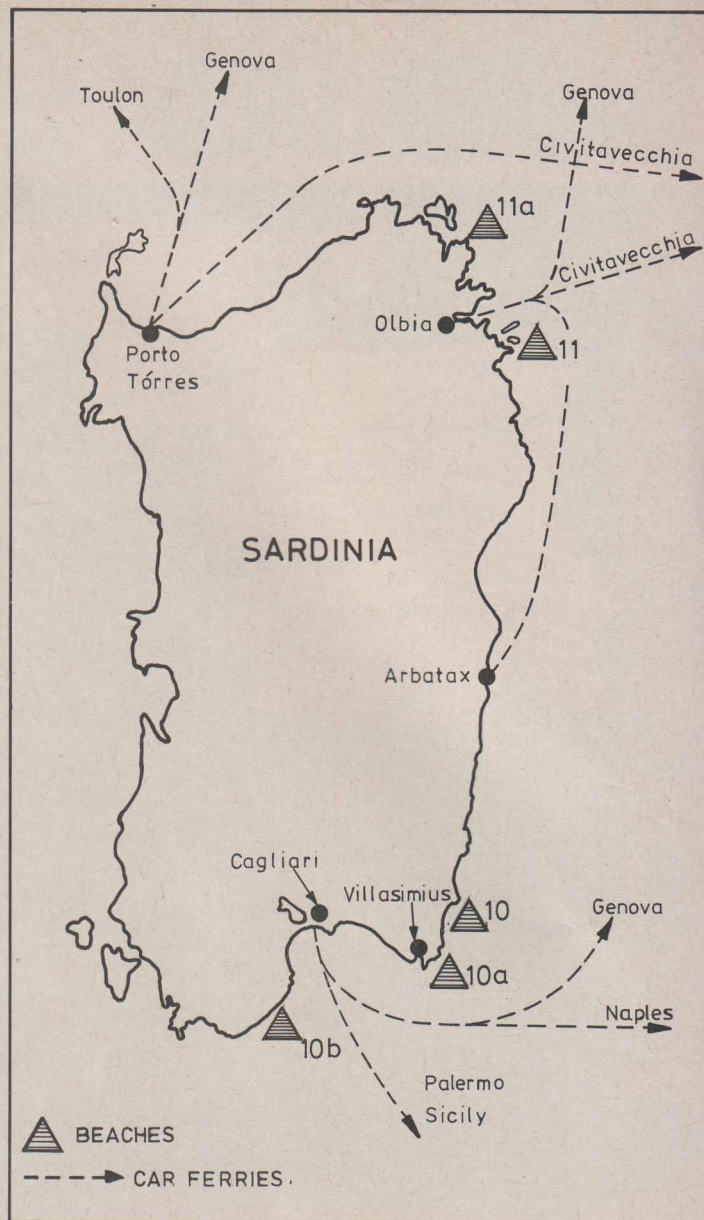 Genova
Toulon
Genova
Civitavecchia
11a
Civitavecchia
Olbia
11
Porto
Tórres
SARDINIA
Arbatax
Cagliari
Villasimius
10
Genova
10a
Naples
10b
Palermo
Sicily
BEACHES
CAR FERRIES.